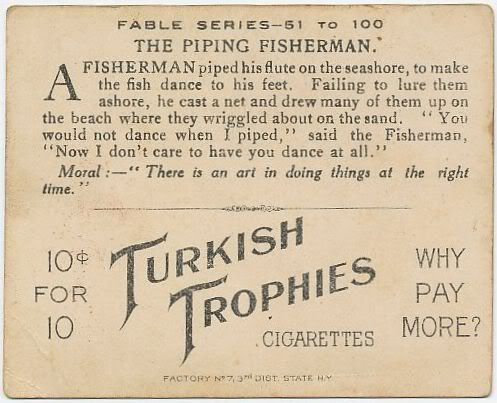 FABLE SERIES–51 TO 100
THE PIPING FISHERMAN.
A FISHERMAN piped his flute on the seashore, to make
the fish dance to his feet. Failing to lure them
ashore, he cast a net and drew many of them up on
the beach where they wriggled about on the sand. "You
would not dance when I piped," said the Fisherman,
"Now I don't care to have you dance at all."
Moral:—" There is an art in doing things at the right
time."
10¢
FOR
10
TURKISH
TROPHIES
CIGARETTES
WHY
PAY
MORE?
FACTORY Nº7, 3RD DIST. STATE N.Y.